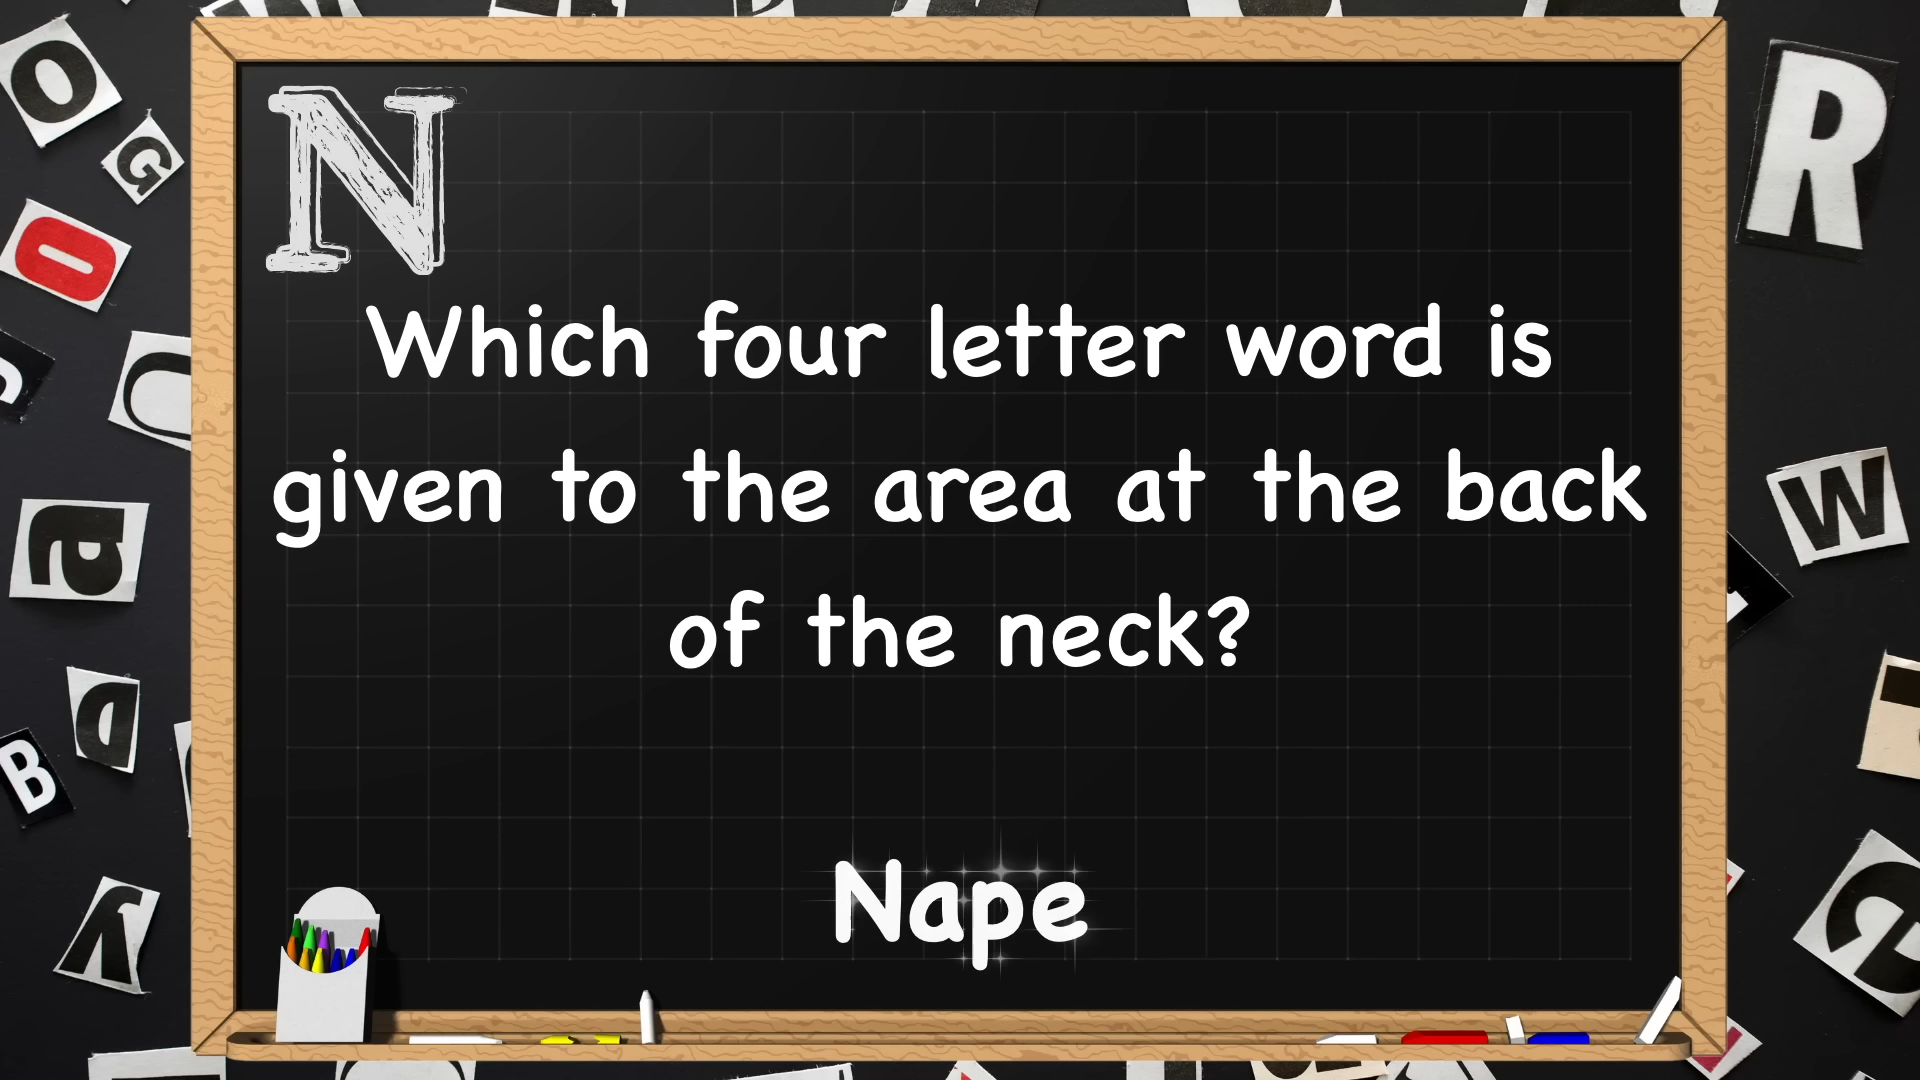 N
Which four letter word is
given to the area at the back
of the neck?
Nape
O
G
O
a
D
B
y
R
W
e